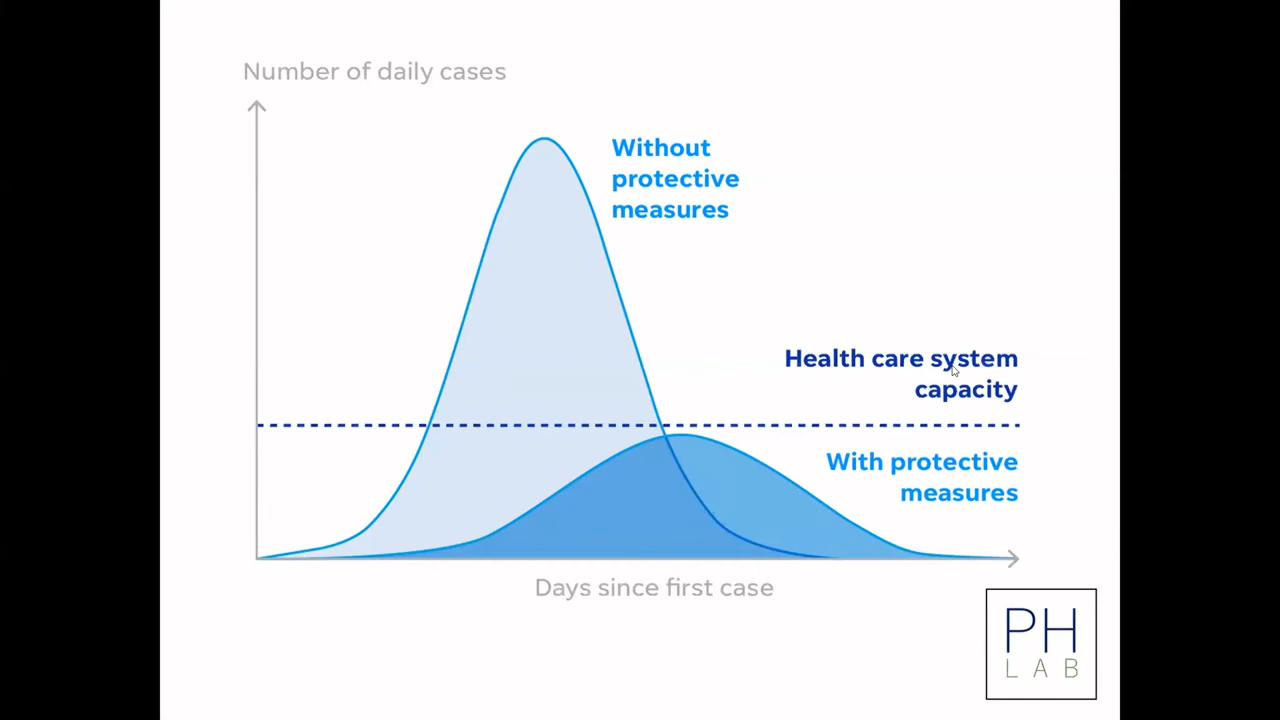 Number of daily cases
Without
protective
measures
Health care system
capacity
With protective
measures
Days since first case
PH
LAB